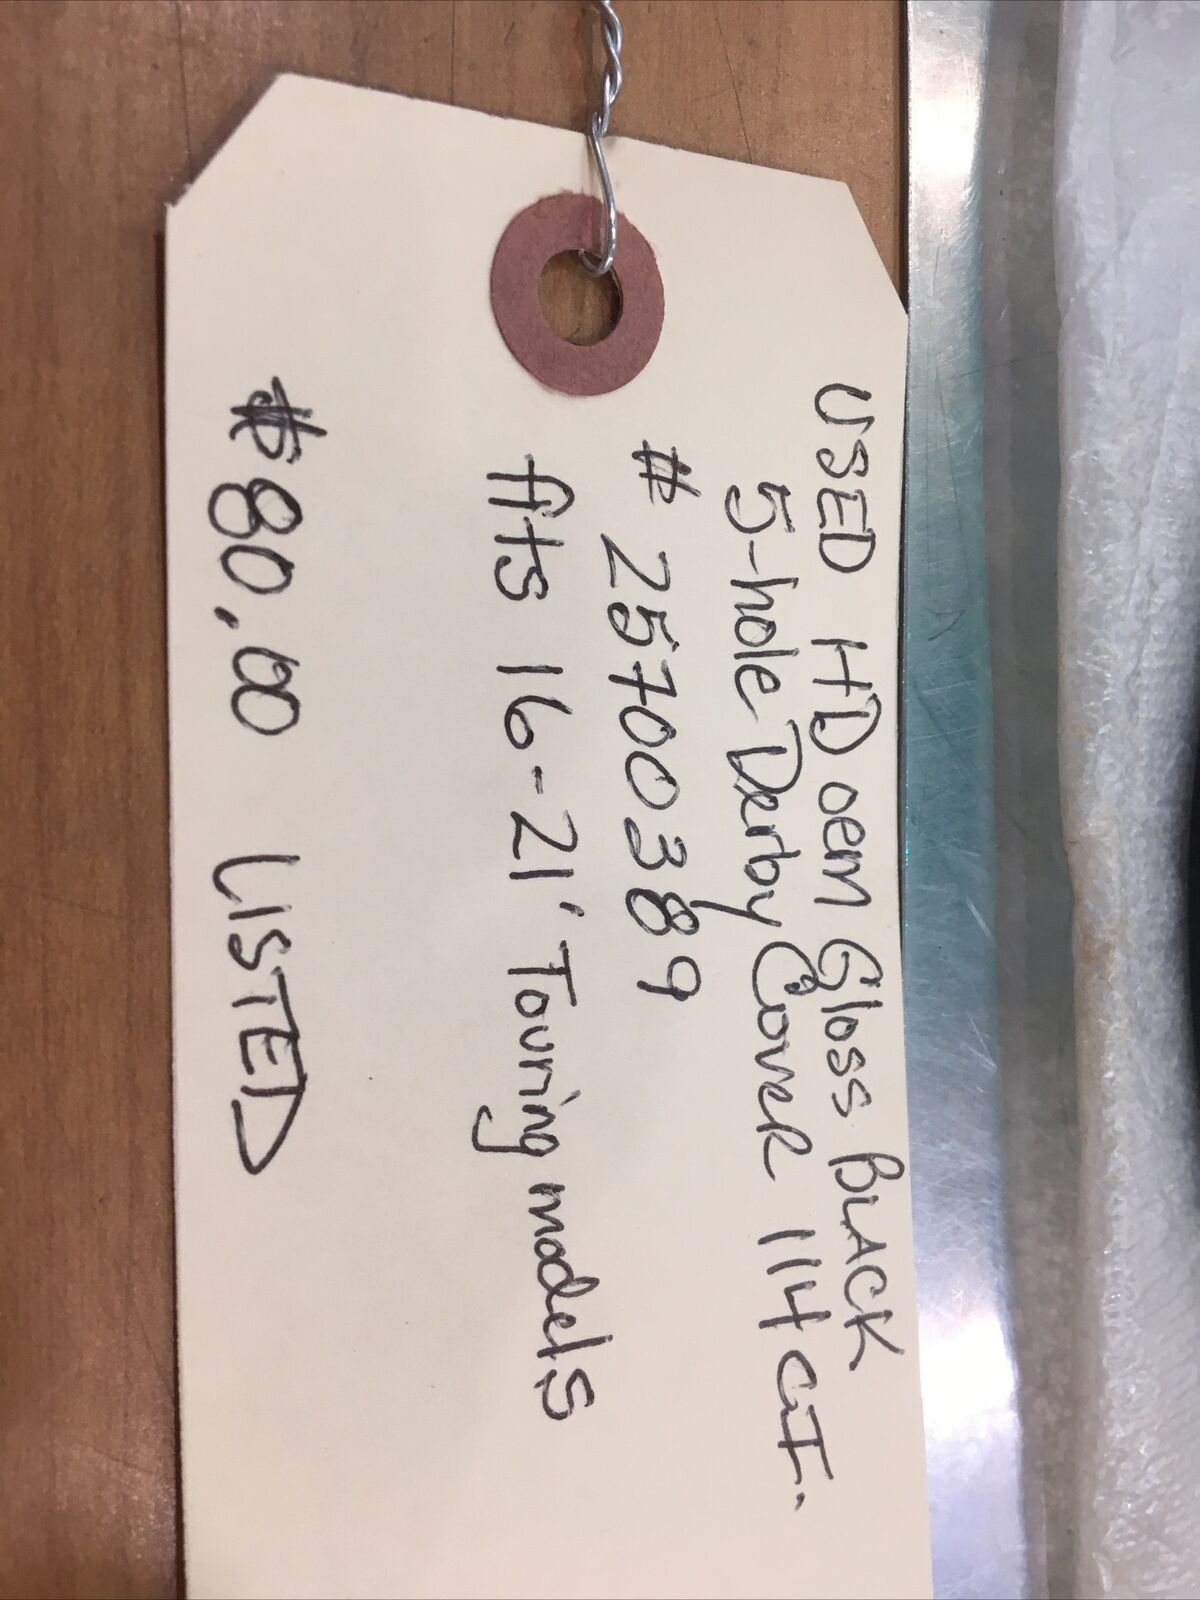 USED HD oem Gloss BLACK
5-hole Derby Cover 114 CI.
# 25700389
fits 16-21' Touring models
$80.00 LISTED